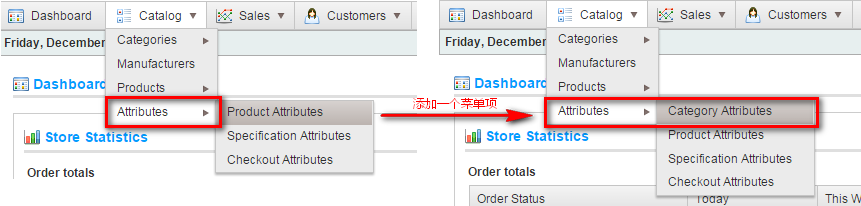 Dashboard Catalog Sales Customers
Friday, December
Categories
Manufacturers
Dashboard
Products
Attributes
Product Attributes
Specification Attributes
Checkout Attributes
Store Statistics
Order totals
添加一个菜单项
Dashboard Catalog Sales Customers
Friday, December
Categories
Manufacturers
Products
Attributes
Category Attributes
Product Attributes
Specification Attributes
Checkout Attributes
Store Statistics
Order totals
Order Status Today This W